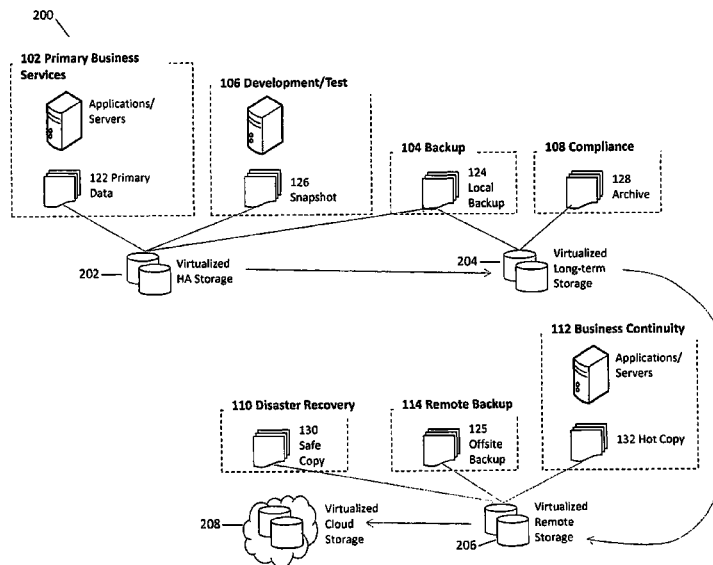 200
102 Primary Business
Services
Applications/
Servers
122 Primary
Data
106 Development/Test
126
Snapshot
104 Backup
124
Local
Backup
108 Compliance
128
Archive
202
Virtualized
HA Storage
204
Virtualized
Long-term
Storage
112 Business Continuity
Applications/
Servers
132 Hot Copy
110 Disaster Recovery
130
Safe
Copy
114 Remote Backup
125
Offsite
Backup
208
Virtualized
Cloud
Storage
206
Virtualized
Remote
Storage